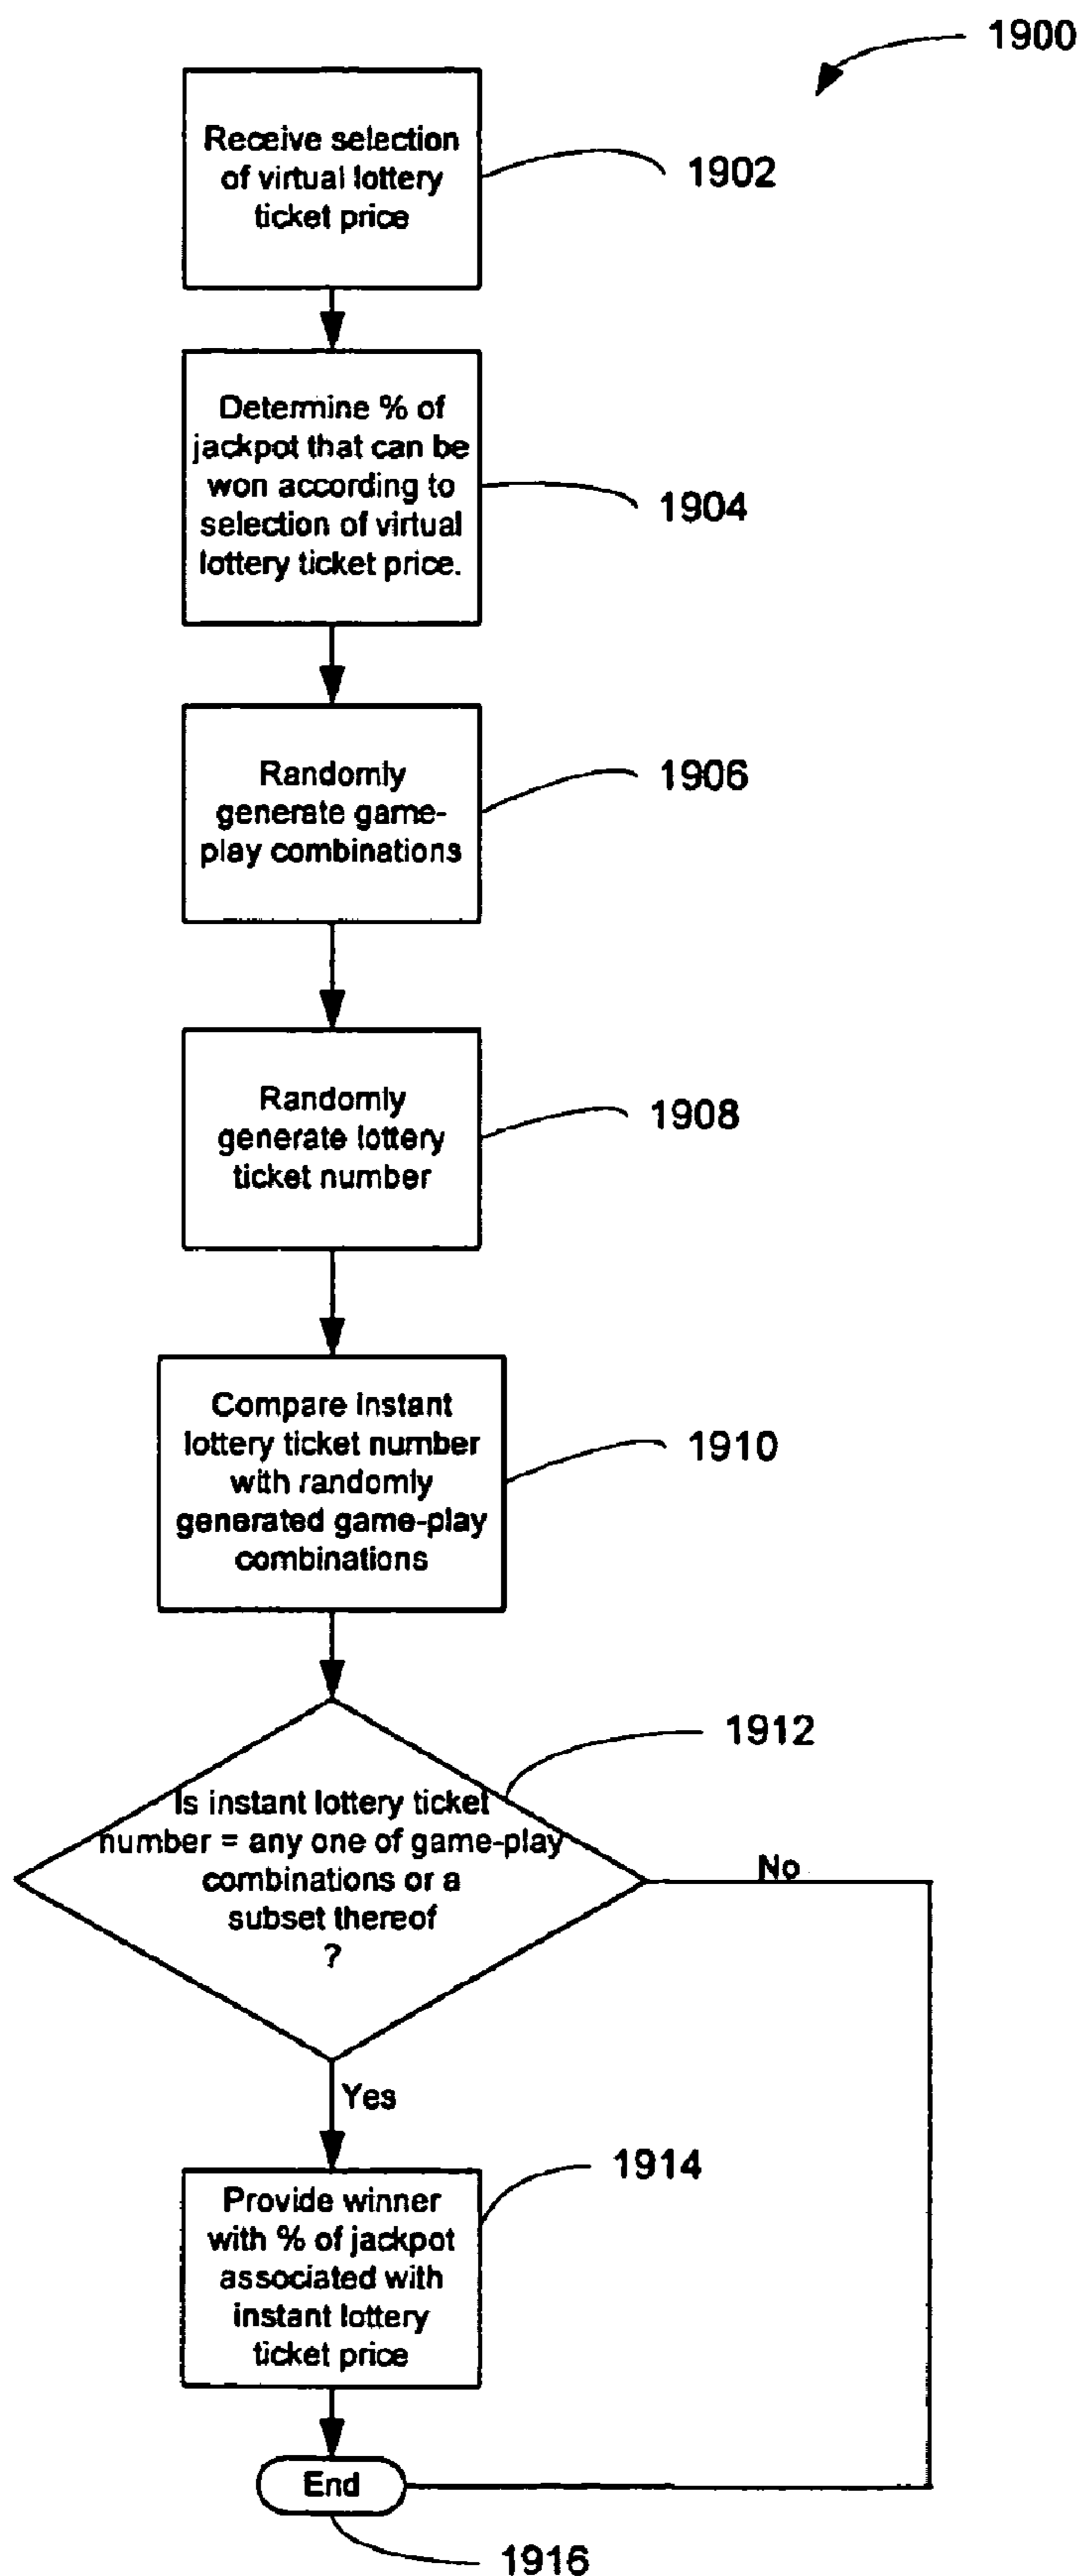 1900
Receive selection
of virtual lottery
ticket price
1902
Determine % of
jackpot that can be
won according to
selection of virtual
lottery ticket price.
1904
Randomly
generate game-
play combinations
1906
Randomly
generate lottery
ticket number
1908
Compare instant
lottery ticket number
with randomly
generated game-play
combinations
1910
1912
Is instant lottery ticket
number = any one of game-play
combinations or a
subset thereof
?
No
Yes
1914
Provide winner
with % of jackpot
associated with
instant lottery
ticket price
End
1916